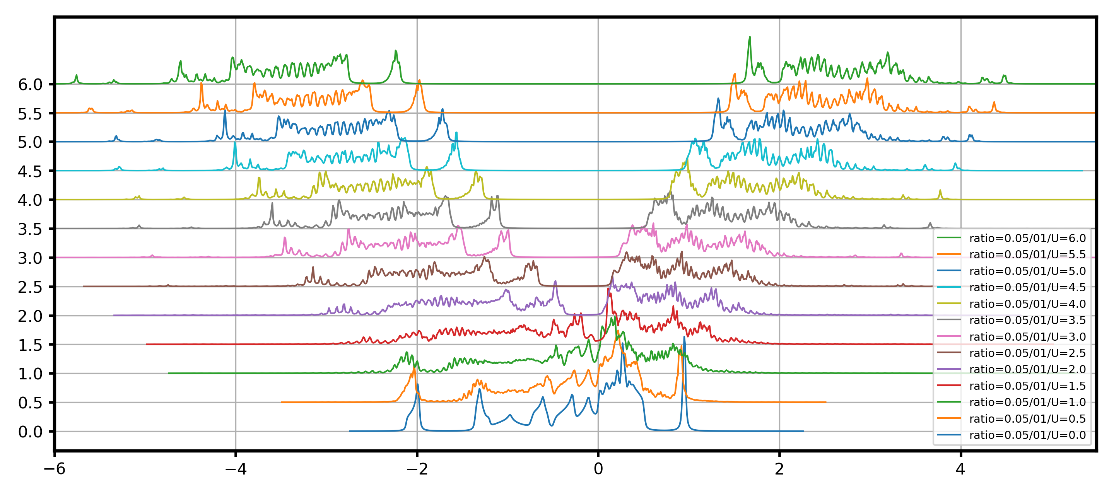 6.0
5.5
5.0
4.5
4.0
3.5
3.0
2.5
2.0
1.5
1.0
0.5
0.0
−6
−4
−2
0
2
4
ratio=0.05/01/U=6.0
ratio=0.05/01/U=5.5
ratio=0.05/01/U=5.0
ratio=0.05/01/U=4.5
ratio=0.05/01/U=4.0
ratio=0.05/01/U=3.5
ratio=0.05/01/U=3.0
ratio=0.05/01/U=2.5
ratio=0.05/01/U=2.0
ratio=0.05/01/U=1.5
ratio=0.05/01/U=1.0
ratio=0.05/01/U=0.5
ratio=0.05/01/U=0.0